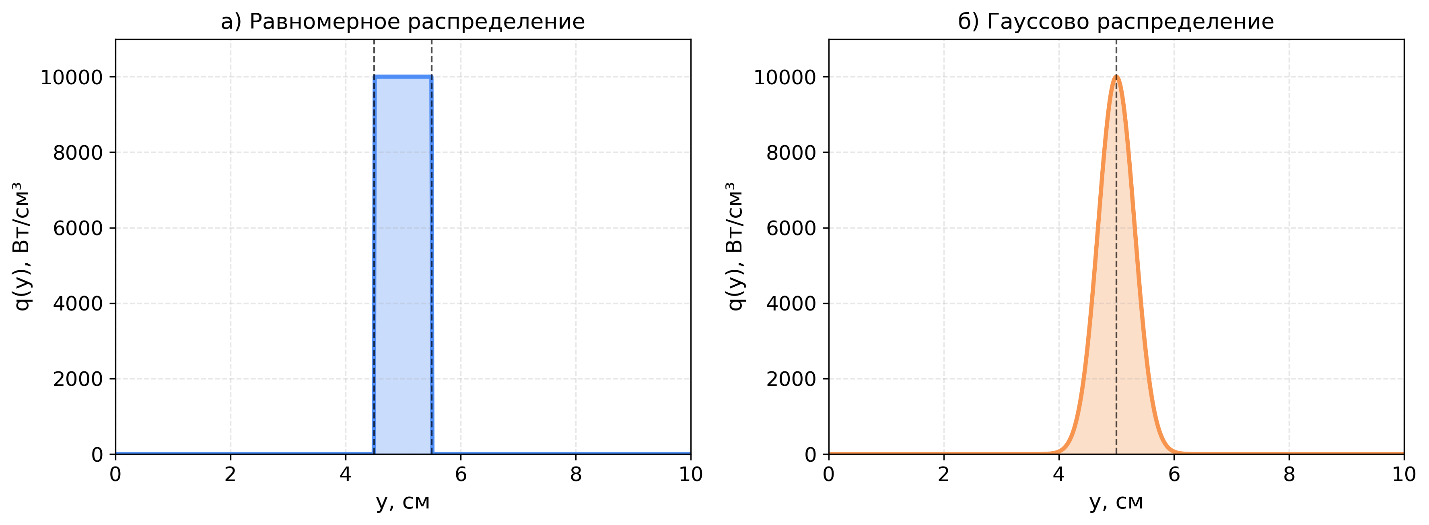 а) Равномерное распределение
10000
8000
6000
4000
2000
0
q(y), Вт/см³
0 2 4 6 8 10
y, см
б) Гауссово распределение
10000
8000
6000
4000
2000
0
q(y), Вт/см³
0 2 4 6 8 10
y, см